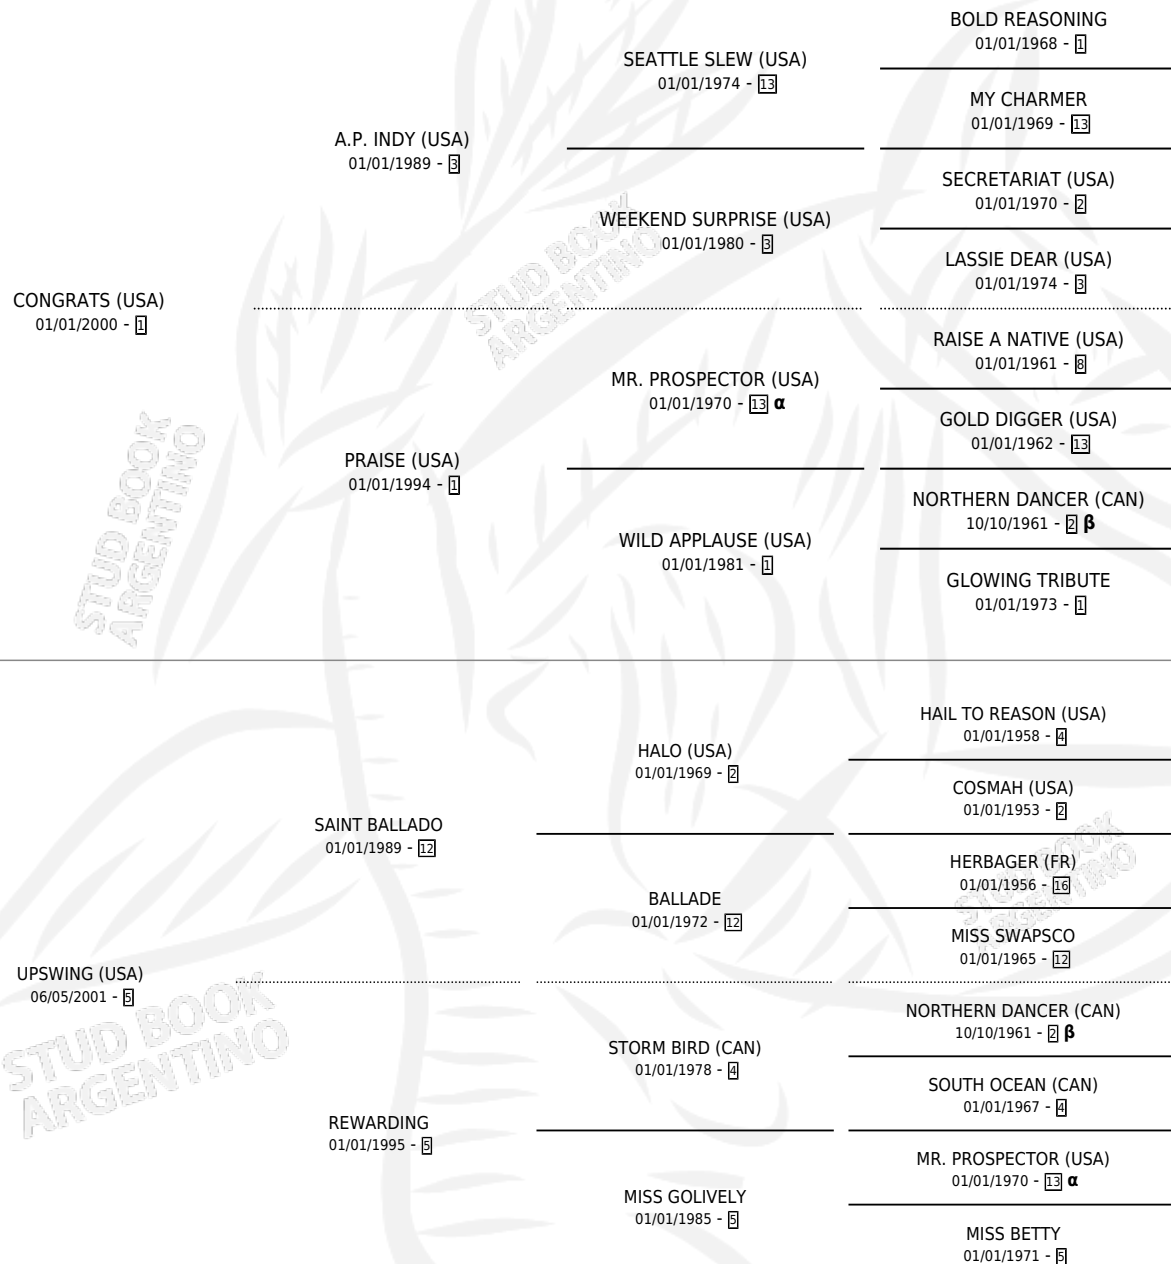 BOLD REASONING
01/01/1968 - 1
SEATTLE SLEW (USA)
01/01/1974 - 13
MY CHARMER
01/01/1969 - 13
A.P. INDY (USA)
01/01/1989 - 3
SECRETARIAT (USA)
01/01/1970 - 2
WEEKEND SURPRISE (USA)
01/01/1980 - 3
LASSIE DEAR (USA)
01/01/1974 - 3
CONGRATS (USA)
01/01/2000 - 1
RAISE A NATIVE (USA)
01/01/1961 - 8
MR. PROSPECTOR (USA)
01/01/1970 - 13 α
GOLD DIGGER (USA)
01/01/1962 - 13
PRAISE (USA)
01/01/1994 - 1
NORTHERN DANCER (CAN)
10/10/1961 - 2 β
WILD APPLAUSE (USA)
01/01/1981 - 1
GLOWING TRIBUTE
01/01/1973 - 1
HAIL TO REASON (USA)
01/01/1958 - 4
HALO (USA)
01/01/1969 - 2
COSMAH (USA)
01/01/1953 - 2
SAINT BALLADO
01/01/1989 - 12
HERBAGER (FR)
01/01/1956 - 16
BALLADE
01/01/1972 - 12
MISS SWAPSCO
01/01/1965 - 12
UPSWING (USA)
06/05/2001 - 5
NORTHERN DANCER (CAN)
10/10/1961 - 2 β
STORM BIRD (CAN)
01/01/1978 - 4
SOUTH OCEAN (CAN)
01/01/1967 - 4
REWARDING
01/01/1995 - 5
MR. PROSPECTOR (USA)
01/01/1970 - 13 α
MISS GOLIVELY
01/01/1985 - 5
MISS BETTY
01/01/1971 - 5
STUD BOOK
ARGENTINO
STUD BOOK
ARGENTINO
STUD BOOK
ARGENTINO
STUD BOOK
ARGENTINO